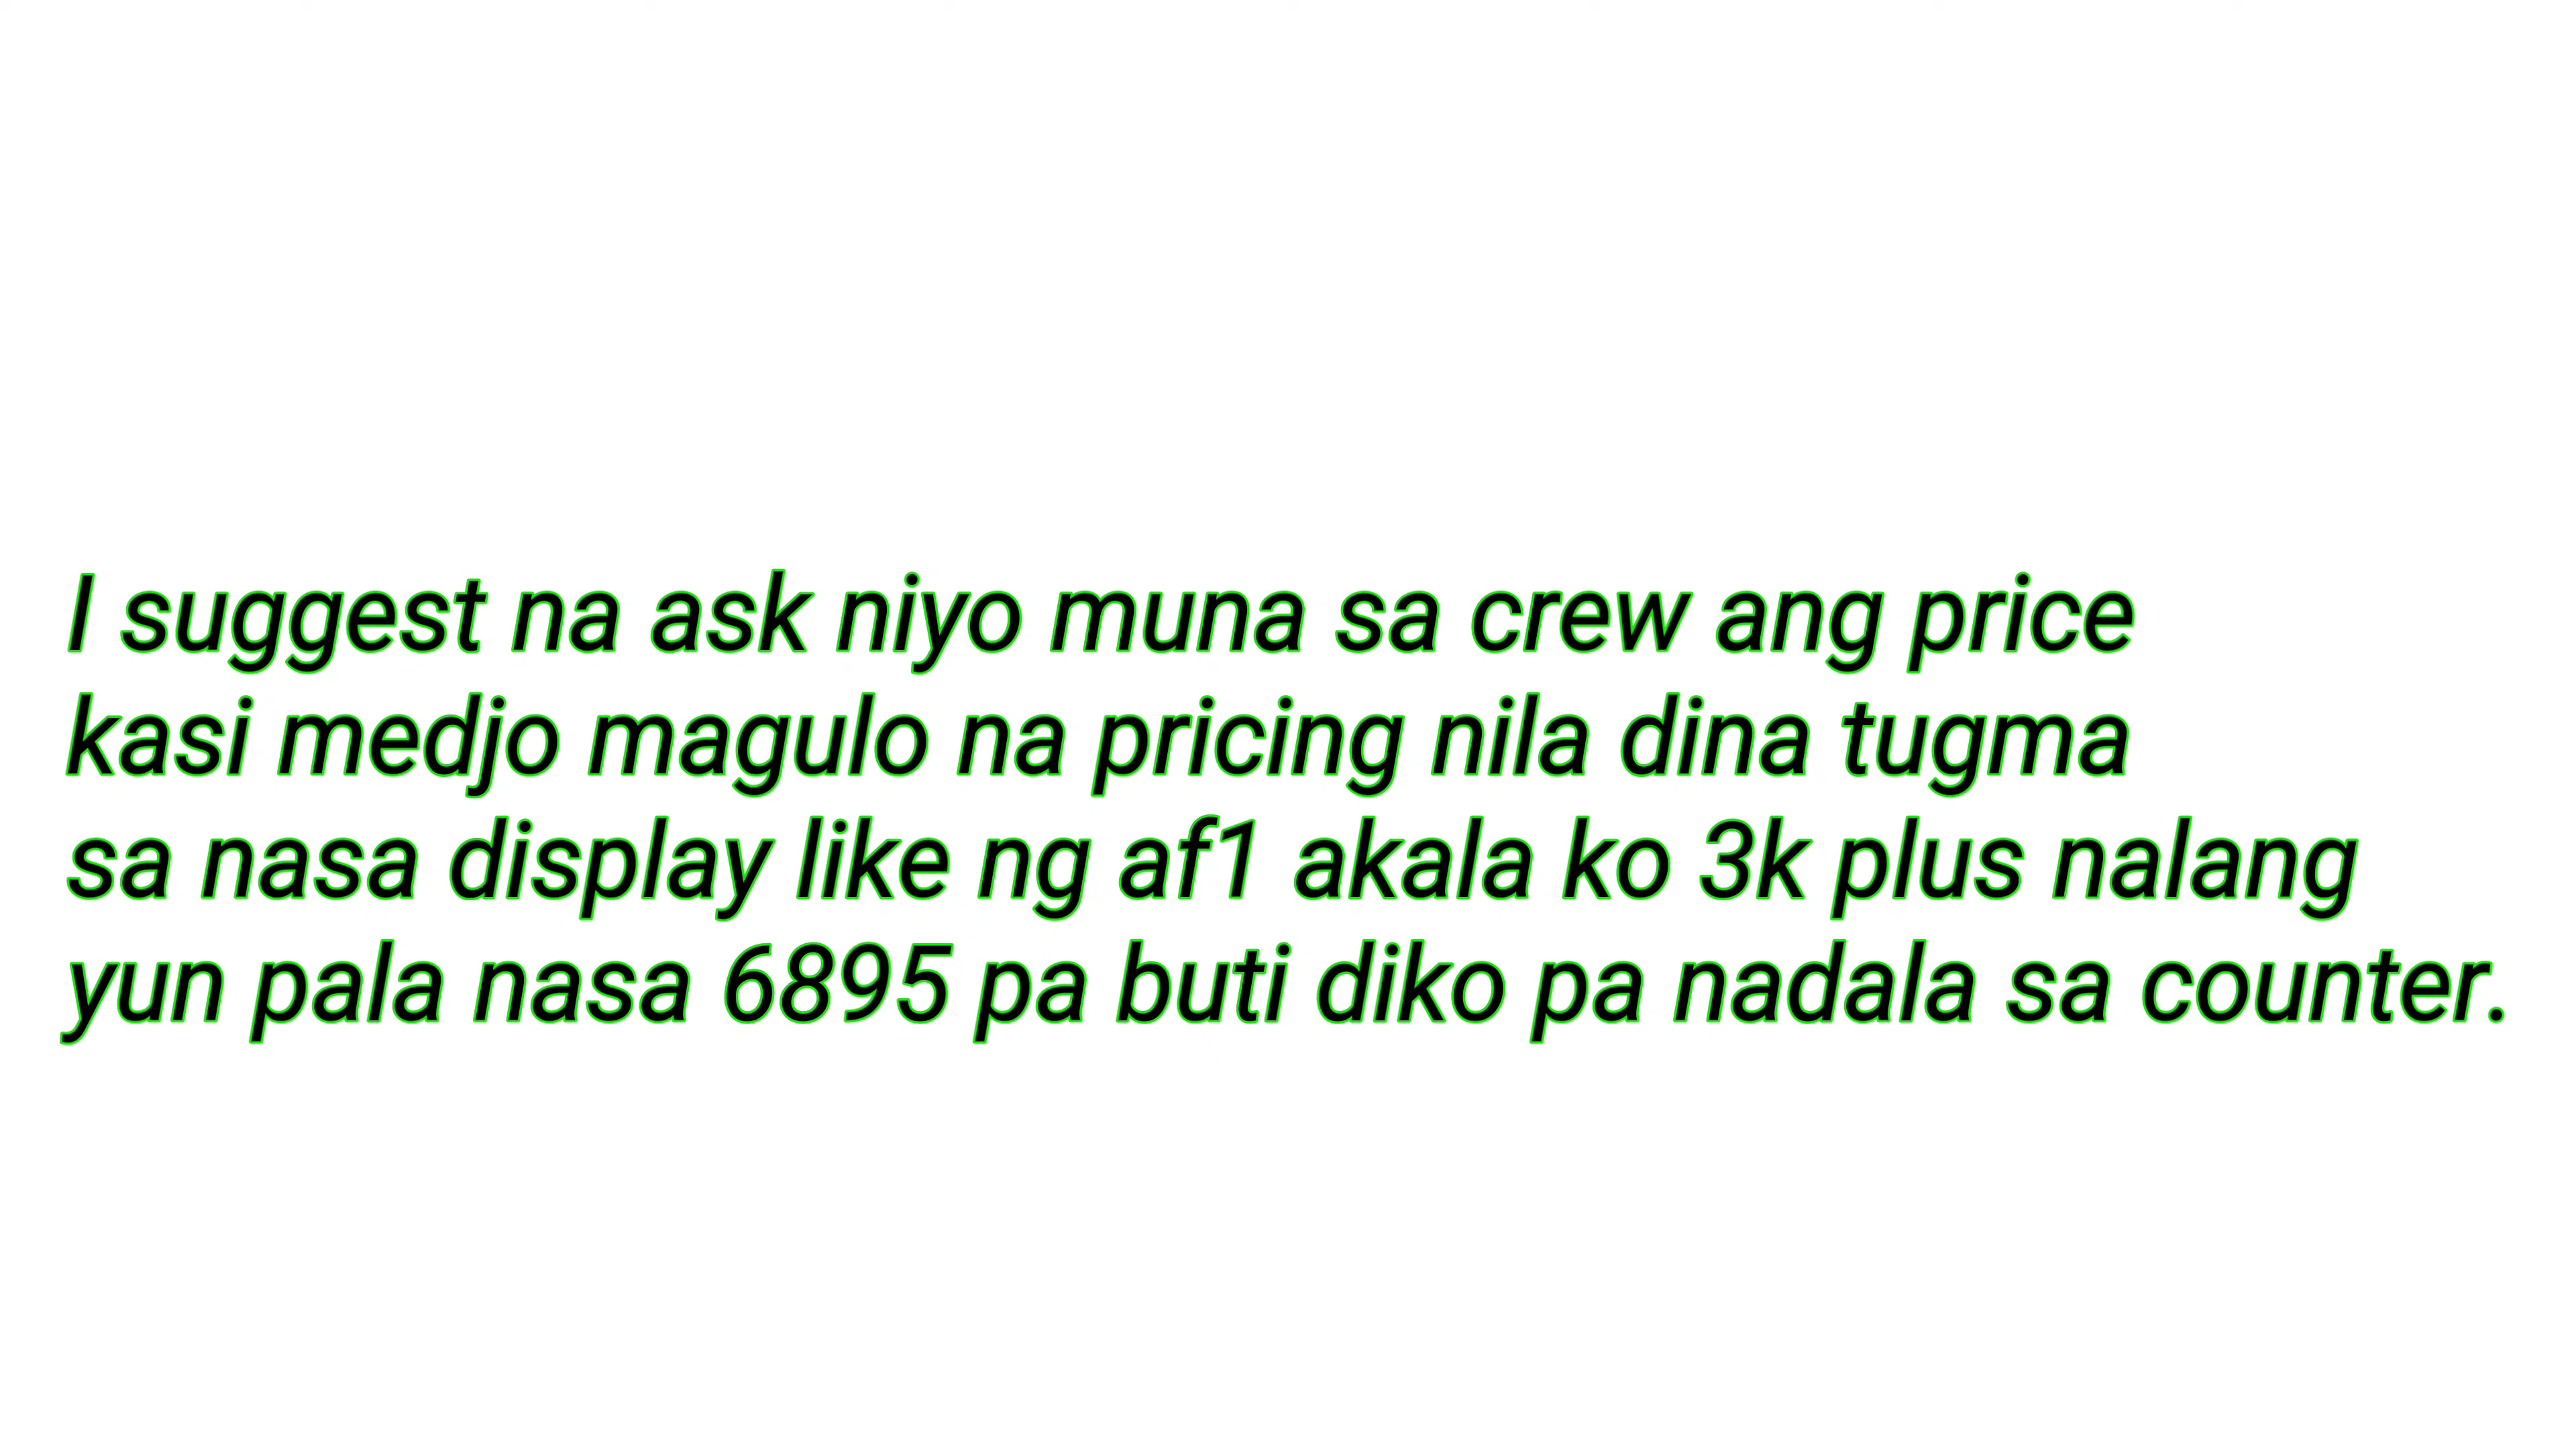 I suggest na ask niyo muna sa crew ang price
kasi medjo magulo na pricing nila dina tugma
sa nasa display like ng af1 akala ko 3k plus nalang
yun pala nasa 6895 pa buti diko pa nadala sa counter.